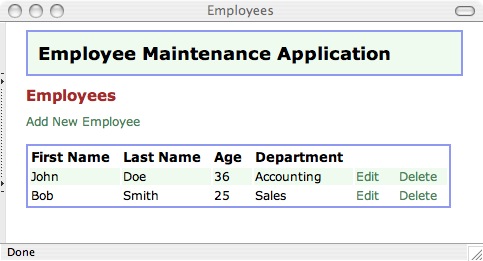 Employees
Employee Maintenance Application
Employees
Add New Employee
First Name Last Name Age Department
John Doe 36 Accounting Edit Delete
Bob Smith 25 Sales Edit Delete
Done